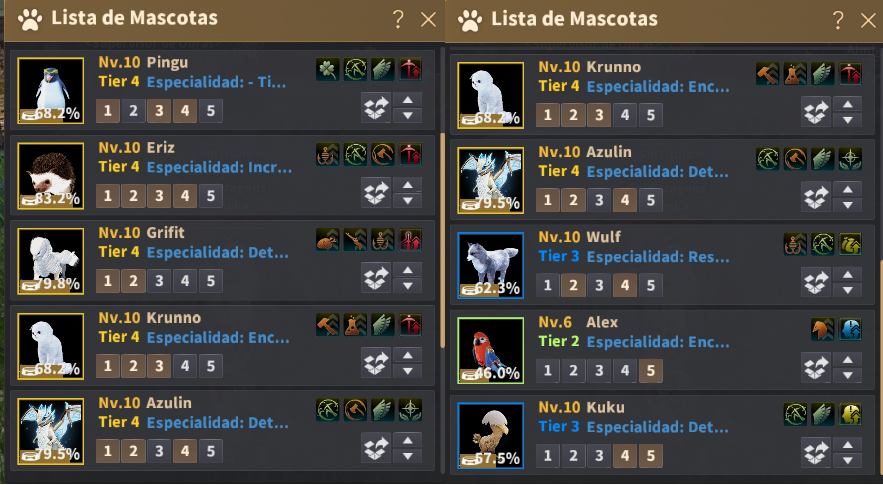 Lista de Mascotas
?
Nv.10 Pingu
Tier 4 Especialidad: - Ti...
68.2%
1 2 3 4 5
Nv.10 Eriz
Tier 4 Especialidad: Incr...
83.2%
1 2 3 4 5
Nv.10 Grifit
Tier 4 Especialidad: Det...
79.8%
1 2 3 4 5
Nv.10 Krunno
Tier 4 Especialidad: Enc...
68.2%
1 2 3 4 5
Nv.10 Azulin
Tier 4 Especialidad: Det...
79.5%
1 2 3 4 5
Lista de Mascotas
?
Nv.10 Krunno
Tier 4 Especialidad: Enc...
68.2%
1 2 3 4 5
Nv.10 Azulin
Tier 4 Especialidad: Det...
79.5%
1 2 3 4 5
Nv.10 Wulf
Tier 3 Especialidad: Res...
62.3%
1 2 3 4 5
Nv.6 Alex
Tier 2 Especialidad: Enc...
46.0%
1 2 3 4 5
Nv.10 Kuku
Tier 3 Especialidad: Det...
57.5%
1 2 3 4 5